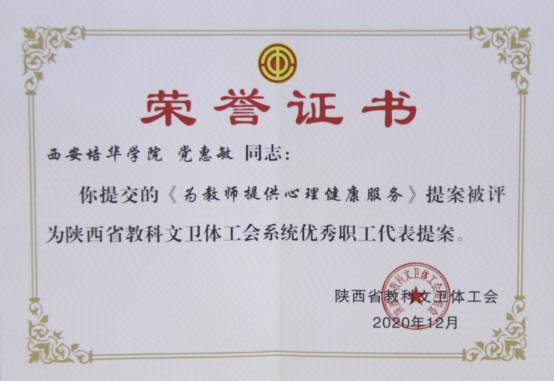 荣誉证书
西安培华学院 党惠敏 同志：
你提交的《为教师提供心理健康服务》提案被评
为陕西省教科文卫体工会系统优秀职工代表提案。
陕西省教科文卫体工会
2020年12月